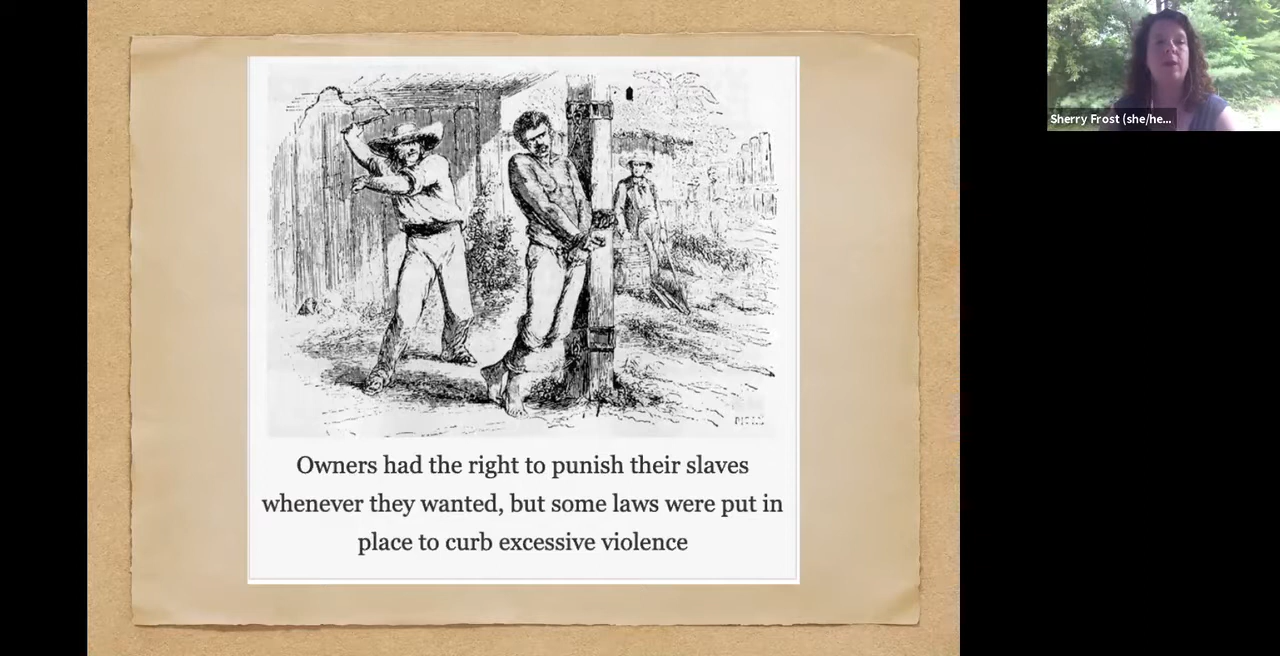 Owners had the right to punish their slaves
whenever they wanted, but some laws were put in
place to curb excessive violence
Sherry Frost (she/he...